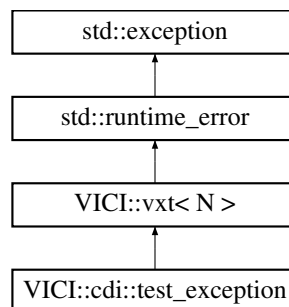 std::exception
std::runtime_error
VICI::vxt< N >
VICI::cdi::test_exception